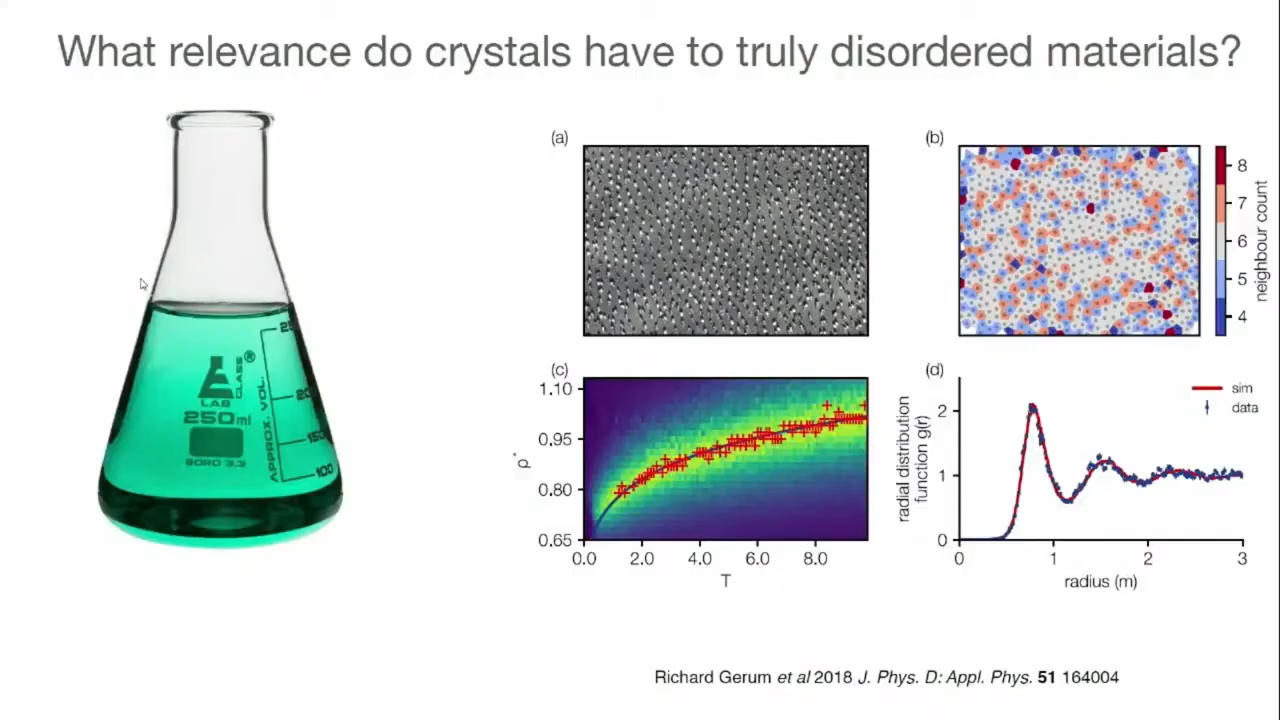 What relevance do crystals have to truly disordered materials?
LAB
CLASS
®
250ml
BORO 3.3
APPROX. VOL.
25
200
150
100
(a)
(b)
8
7
6
5
4
neighbour count
(c)
1.10
0.95
0.80
0.65
ρ*
0.0 2.0 4.0 6.0 8.0
T
(d)
sim
data
2
1
0
radial distribution
function g(r)
0 1 2 3
radius (m)
Richard Gerum et al 2018 J. Phys. D: Appl. Phys. 51 164004